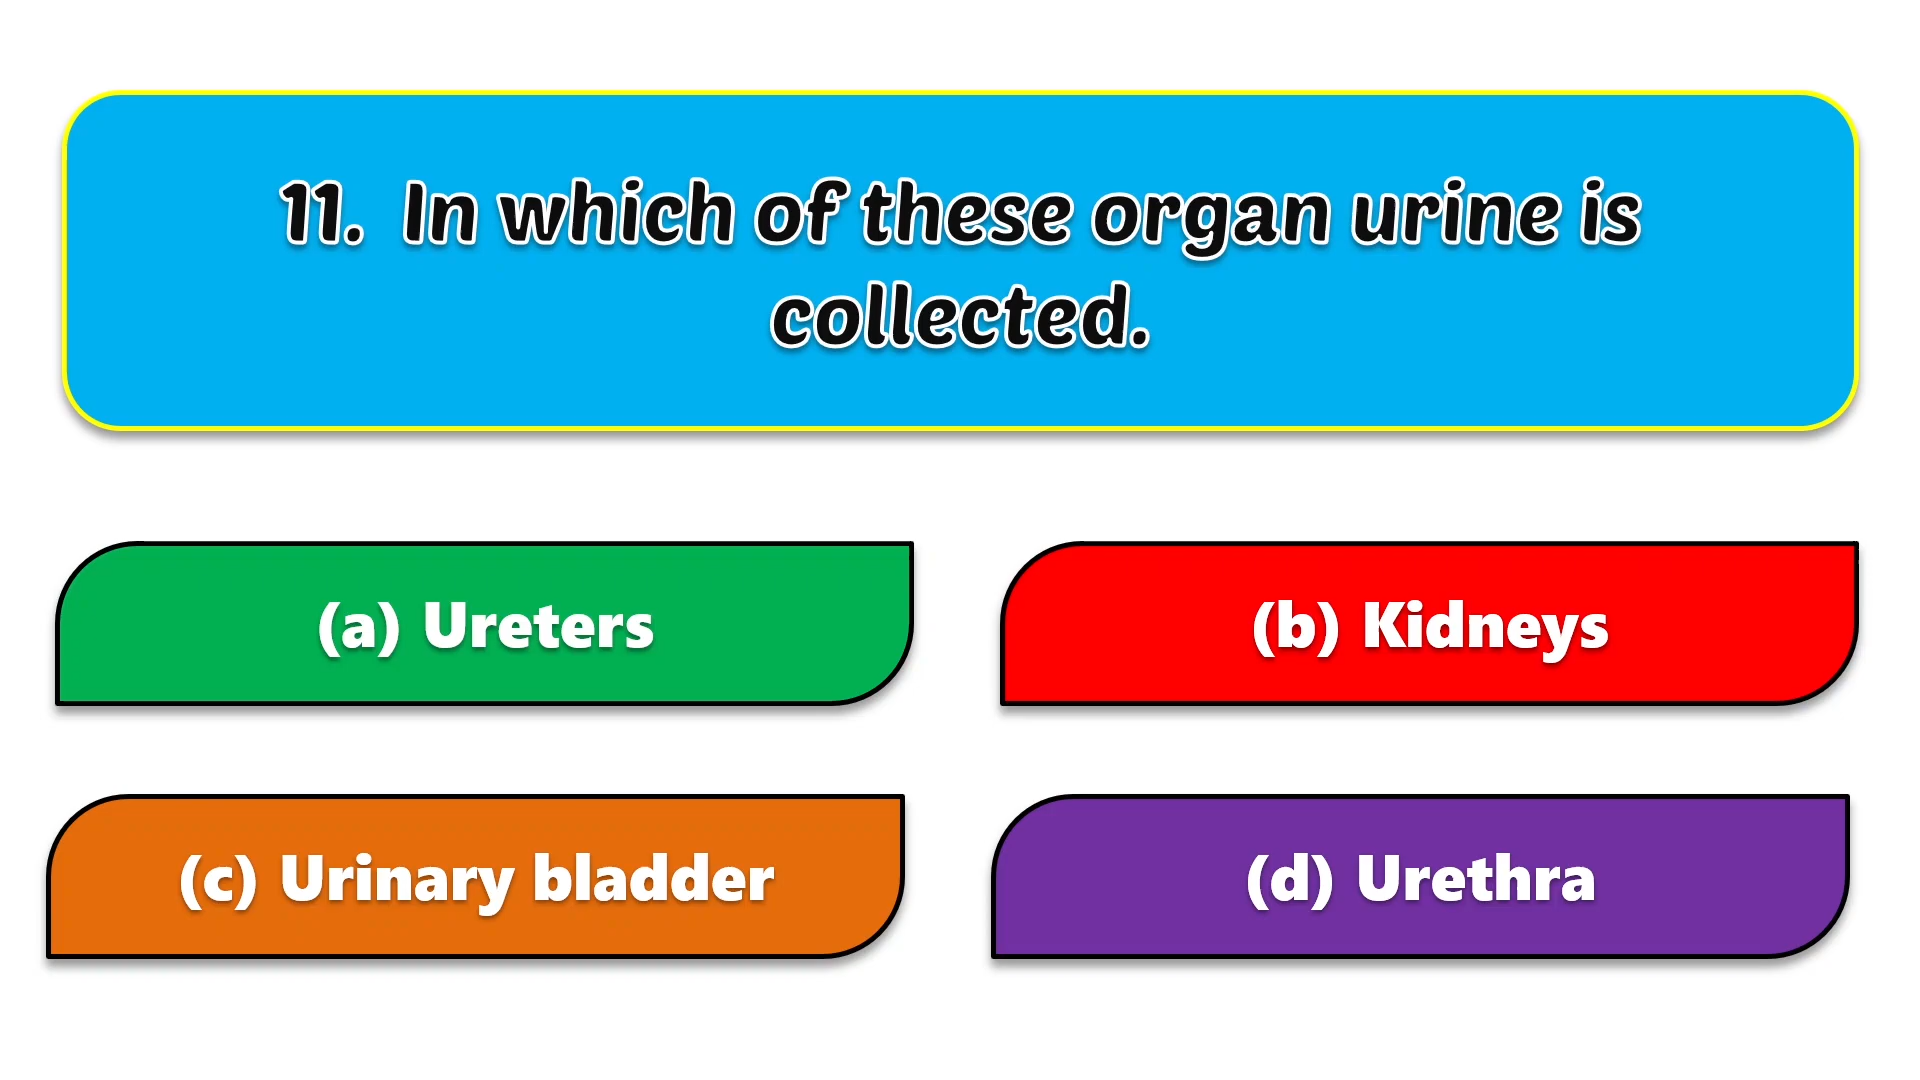 11. In which of these organ urine is
collected.
(a) Ureters
(b) Kidneys
(c) Urinary bladder
(d) Urethra